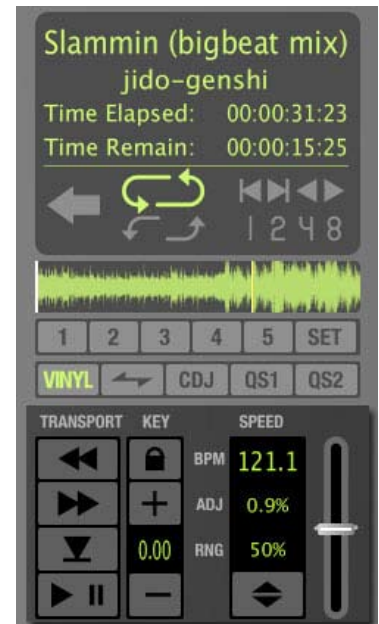 Slammin (bigbeat mix)
jido-genshi
Time Elapsed: 00:00:31:23
Time Remain: 00:00:15:25
1 2 4 8
1 2 3 4 5 SET
VINYL CDJ QS1 QS2
TRANSPORT KEY SPEED
BPM 121.1
ADJ 0.9%
0.00 RNG 50%